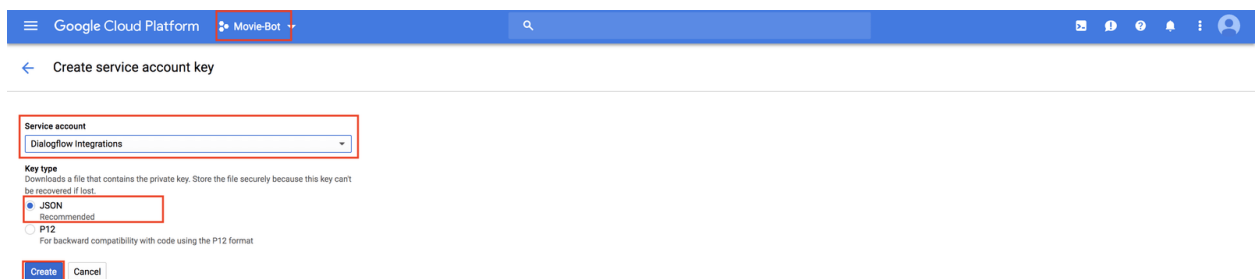 Google Cloud Platform Movie-Bot
Create service account key
Service account
Dialogflow Integrations
Key type
Downloads a file that contains the private key. Store the file securely because this key can't
be recovered if lost.
JSON
Recommended
P12
For backward compatibility with code using the P12 format
Create Cancel